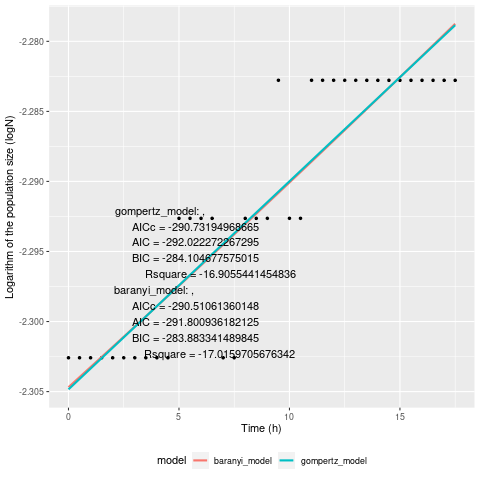 -2.280
-2.285
-2.290
-2.295
-2.300
-2.305
Logarithm of the population size (logN)
gompertz_model: ,
AICc = -290.73194968665
AIC = -292.022272267295
BIC = -284.104677575015
Rsquare = -16.9055441454836
baranyi_model: ,
AICc = -290.51061360148
AIC = -291.800936182125
BIC = -283.883341489845
Rsquare = -17.0159705676342
0 5 10 15
Time (h)
model baranyi_model gompertz_model